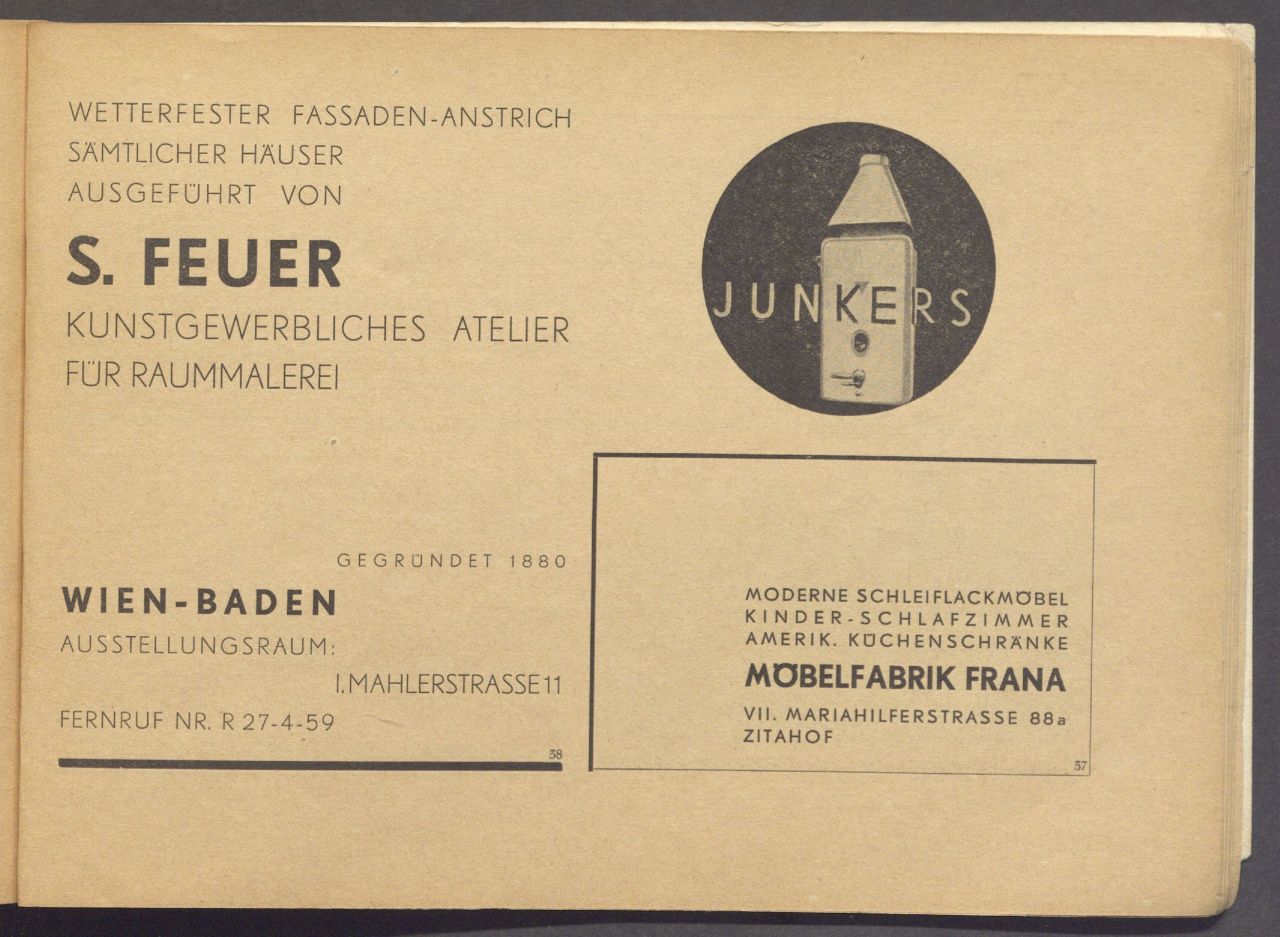 WETTERFESTER FASSADEN-ANSTRICH
SÄMTLICHER HÄUSER
AUSGEFÜHRT VON
S. FEUER
KUNSTGEWERBLICHES ATELIER
FÜR RAUMMALEREI
GEGRÜNDET 1880
WIEN-BADEN
AUSSTELLUNGSRAUM:
I. MAHLERSTRASSE 11
FERNRUF NR. R 27-4-59
38
JUNKERS
MODERNE SCHLEIFLACKMÖBEL
KINDER-SCHLAFZIMMER
AMERIK. KÜCHENSCHRÄNKE
MÖBELFABRIK FRANA
VII. MARIAHILFERSTRASSE 88a
ZITAHOF
37